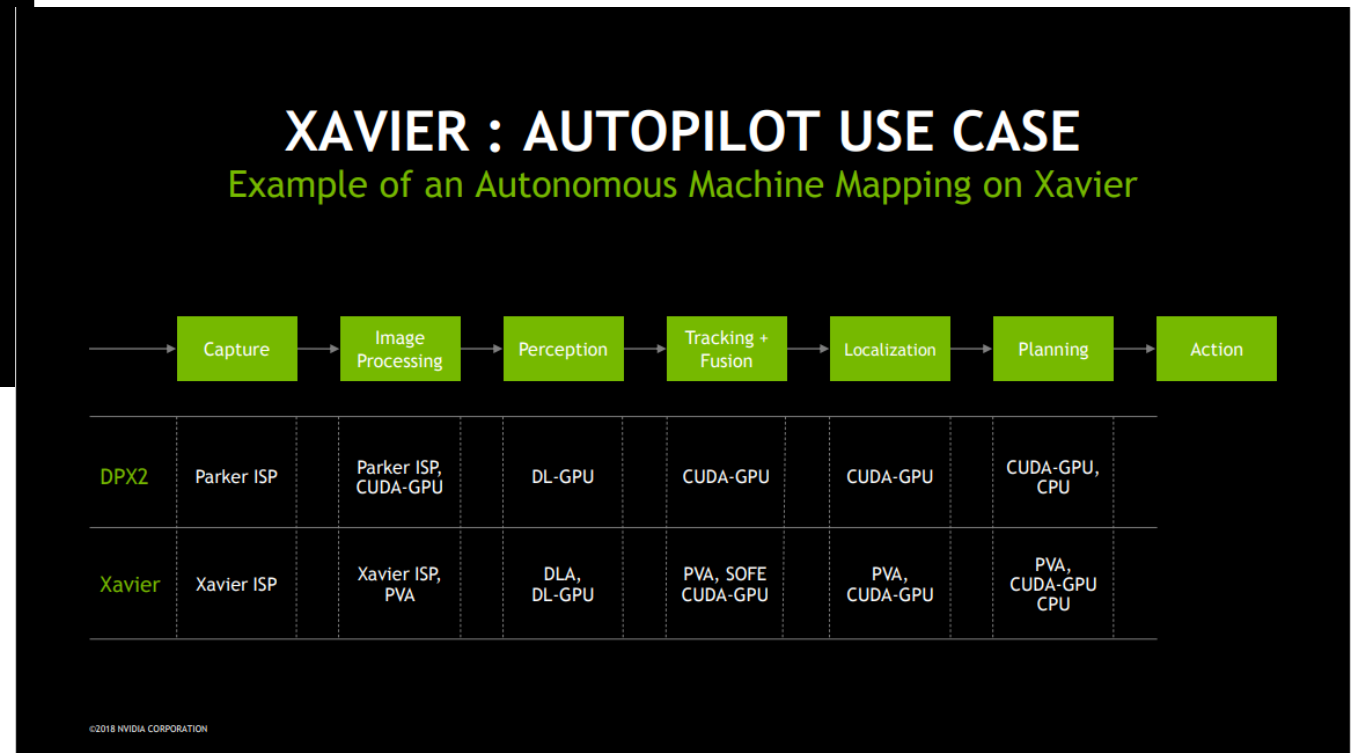 XAVIER : AUTOPILOT USE CASE
Example of an Autonomous Machine Mapping on Xavier
Capture
Image
Processing
Perception
Tracking +
Fusion
Localization
Planning
Action
DPX2
Parker ISP
Parker ISP,
CUDA-GPU
DL-GPU
CUDA-GPU
CUDA-GPU
CUDA-GPU,
CPU
Xavier
Xavier ISP
Xavier ISP,
PVA
DLA,
DL-GPU
PVA, SOFE
CUDA-GPU
PVA,
CUDA-GPU
PVA,
CUDA-GPU
CPU
©2018 NVIDIA CORPORATION